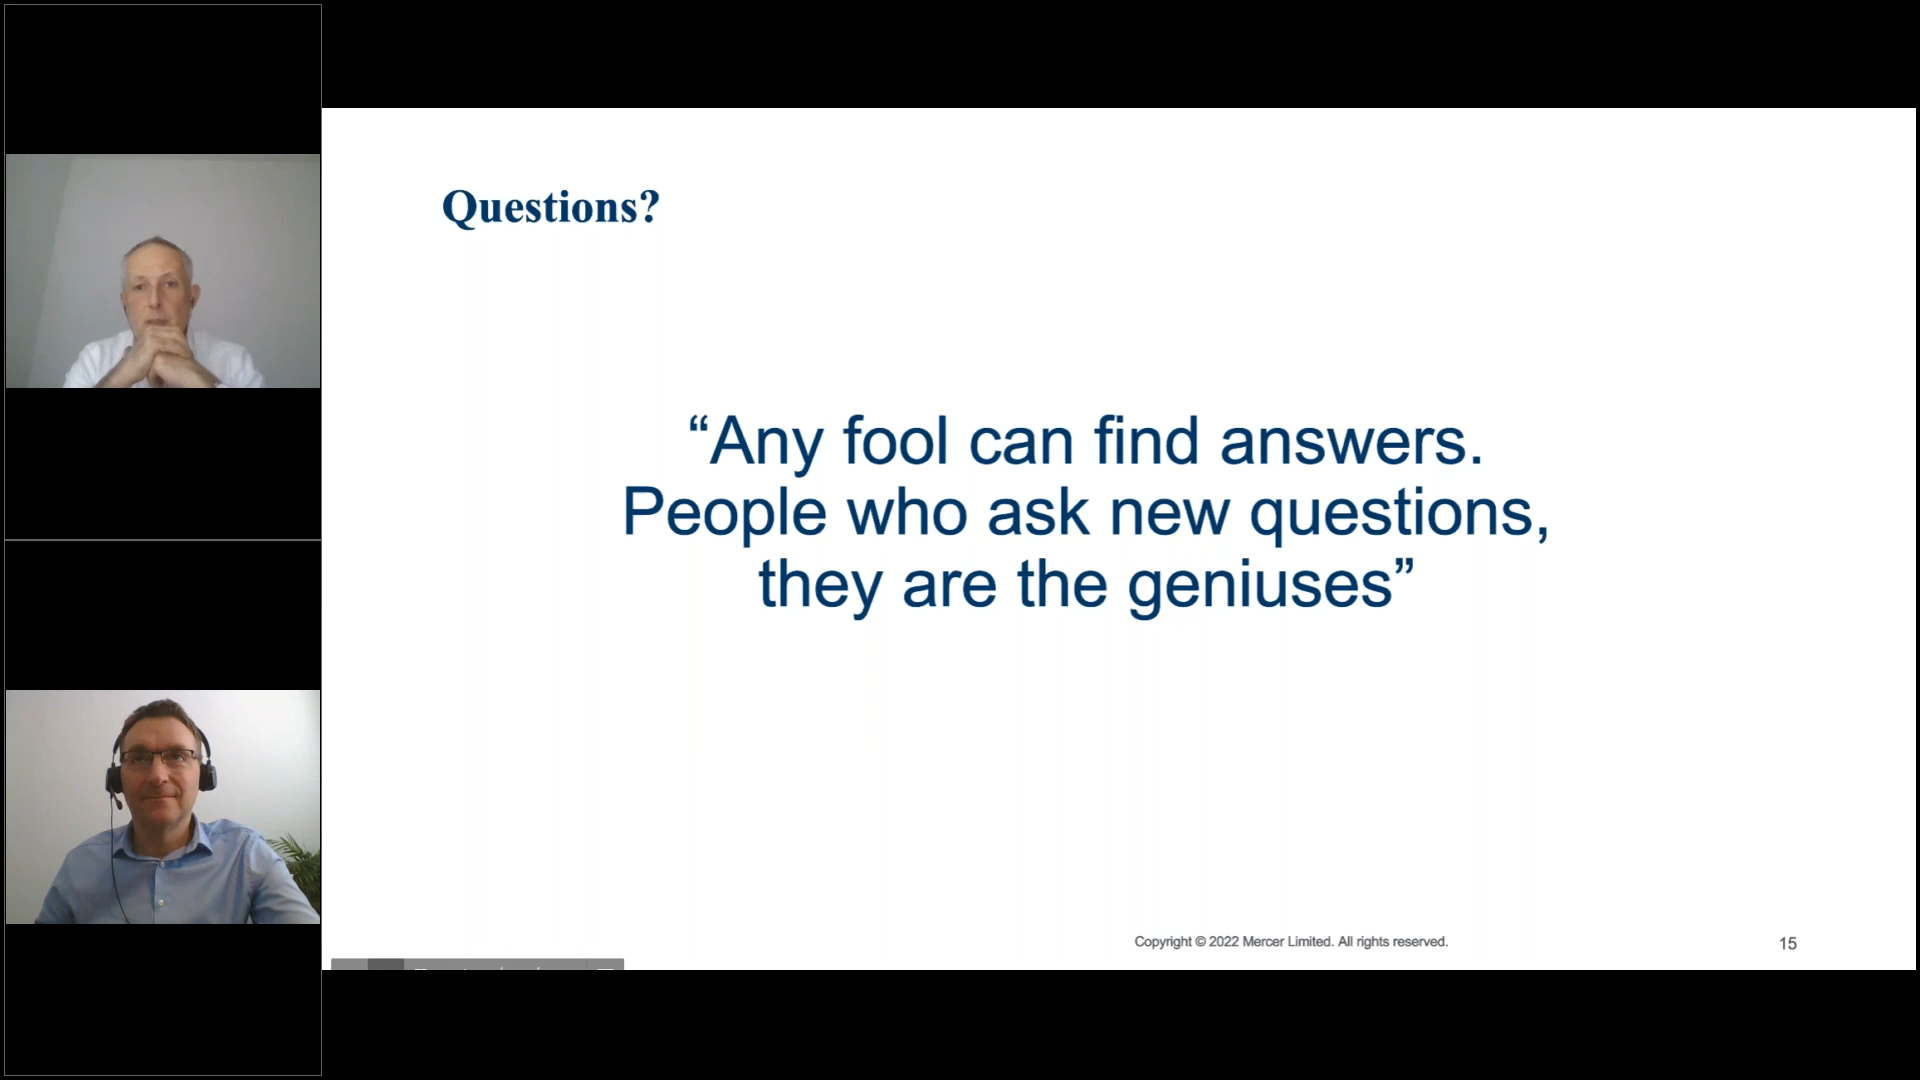 Questions?
“Any fool can find answers.
People who ask new questions,
they are the geniuses”
Copyright © 2022 Mercer Limited. All rights reserved.
15